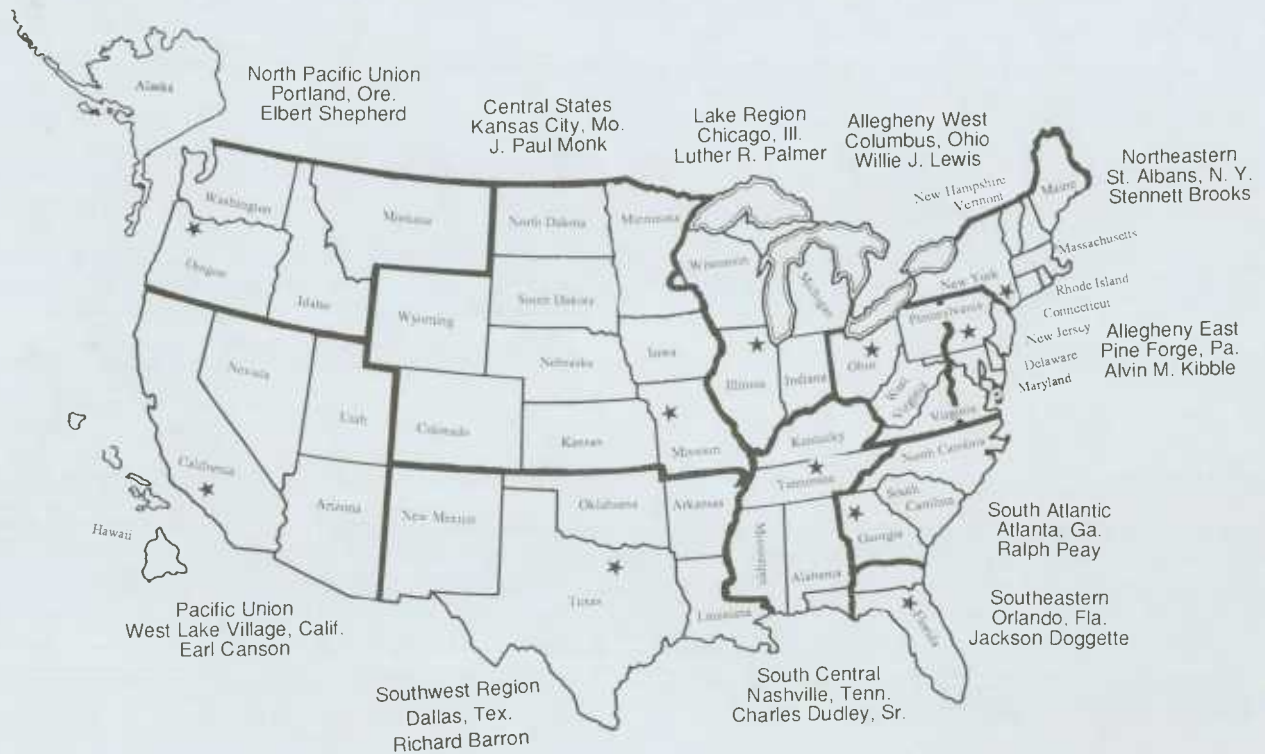 Alaska
North Pacific Union
Portland, Ore.
Elbert Shepherd
Central States
Kansas City, Mo.
J. Paul Monk
Lake Region
Chicago, Ill.
Luther R. Palmer
Allegheny West
Columbus, Ohio
Willie J. Lewis
Northeastern
St. Albans, N. Y.
Stennett Brooks
New Hampshire
Vermont
Maine
Massachusetts
Rhode Island
Connecticut
New Jersey
Delaware
Maryland
Allegheny East
Pine Forge, Pa.
Alvin M. Kibble
Washington
Montana
North Dakota
Minnesota
Oregon
Idaho
Wyoming
South Dakota
Wisconsin
Michigan
New York
Pennsylvania
Nevada
Utah
Colorado
Nebraska
Iowa
Illinois
Indiana
Ohio
West Virginia
Virginia
California
Kansas
Missouri
Kentucky
North Carolina
Tennessee
South Carolina
Arizona
New Mexico
Oklahoma
Arkansas
Mississippi
Alabama
Georgia
Hawaii
Texas
Louisiana
Florida
South Atlantic
Atlanta, Ga.
Ralph Peay
Southeastern
Orlando, Fla.
Jackson Doggette
Pacific Union
West Lake Village, Calif.
Earl Canson
Southwest Region
Dallas, Tex.
Richard Barron
South Central
Nashville, Tenn.
Charles Dudley, Sr.